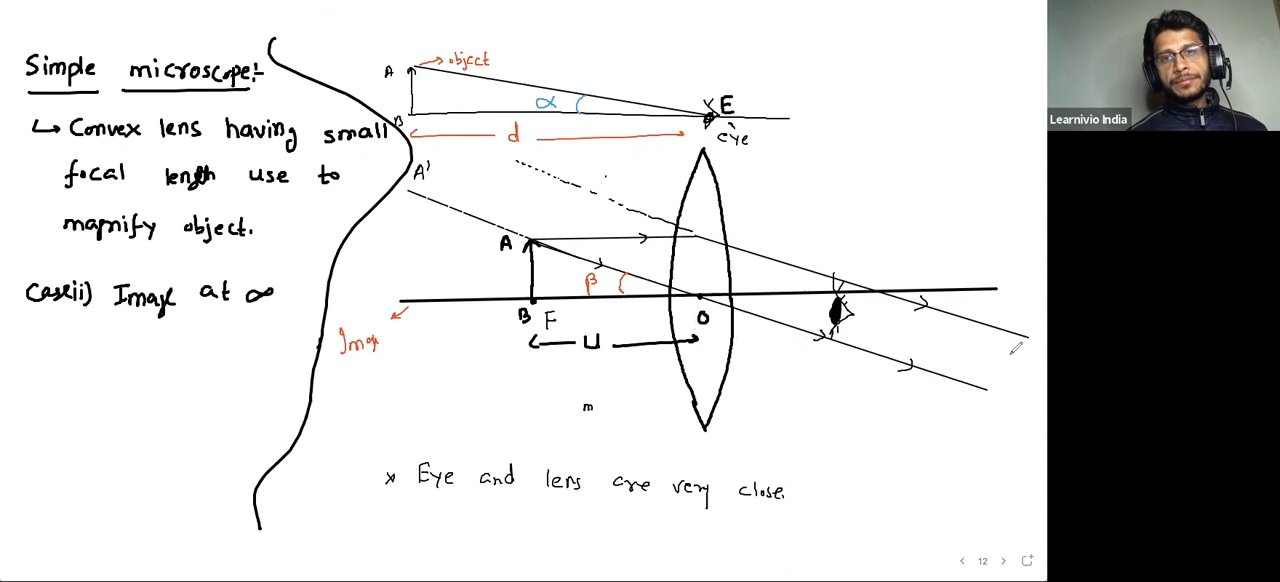 Simple microscope:-
↳ Convex lens having small
focal length use to
magnify object.
Case ii) Image at ∞
A
→ object
α
B
E
eye
d
A'
A
β
B F
O
u
Image
m
* Eye and lens are very close.
Learnivio India
12